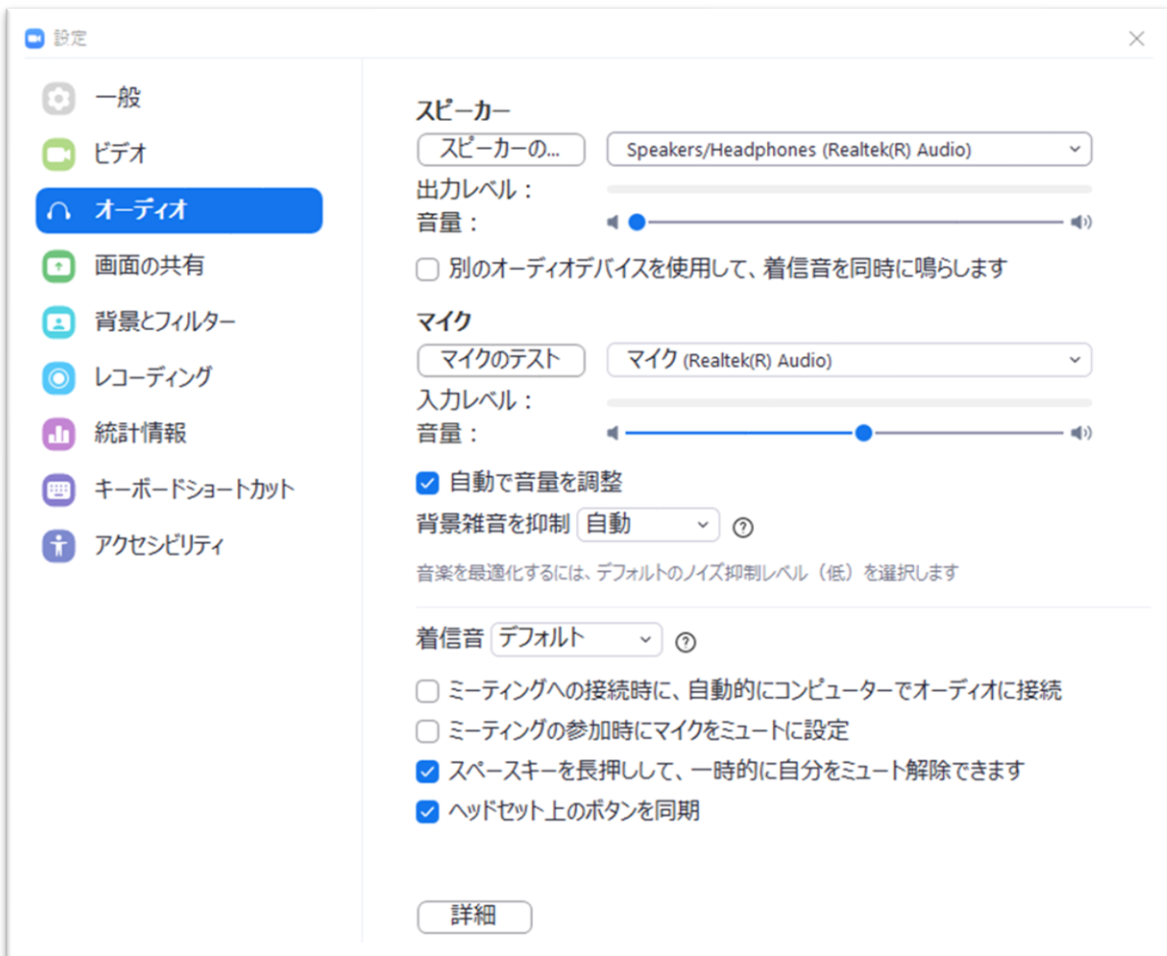 設定
一般
ビデオ
オーディオ
画面の共有
背景とフィルター
レコーディング
統計情報
キーボードショートカット
アクセシビリティ
スピーカー
スピーカーの... Speakers/Headphones (Realtek(R) Audio)
出力レベル：
音量：
別のオーディオデバイスを使用して、着信音を同時に鳴らします
マイク
マイクのテスト マイク (Realtek(R) Audio)
入力レベル：
音量：
自動で音量を調整
背景雑音を抑制 自動
音楽を最適化するには、デフォルトのノイズ抑制レベル（低）を選択します
着信音 デフォルト
ミーティングへの接続時に、自動的にコンピューターでオーディオに接続
ミーティングの参加時にマイクをミュートに設定
スペースキーを長押しして、一時的に自分をミュート解除できます
ヘッドセット上のボタンを同期
詳細